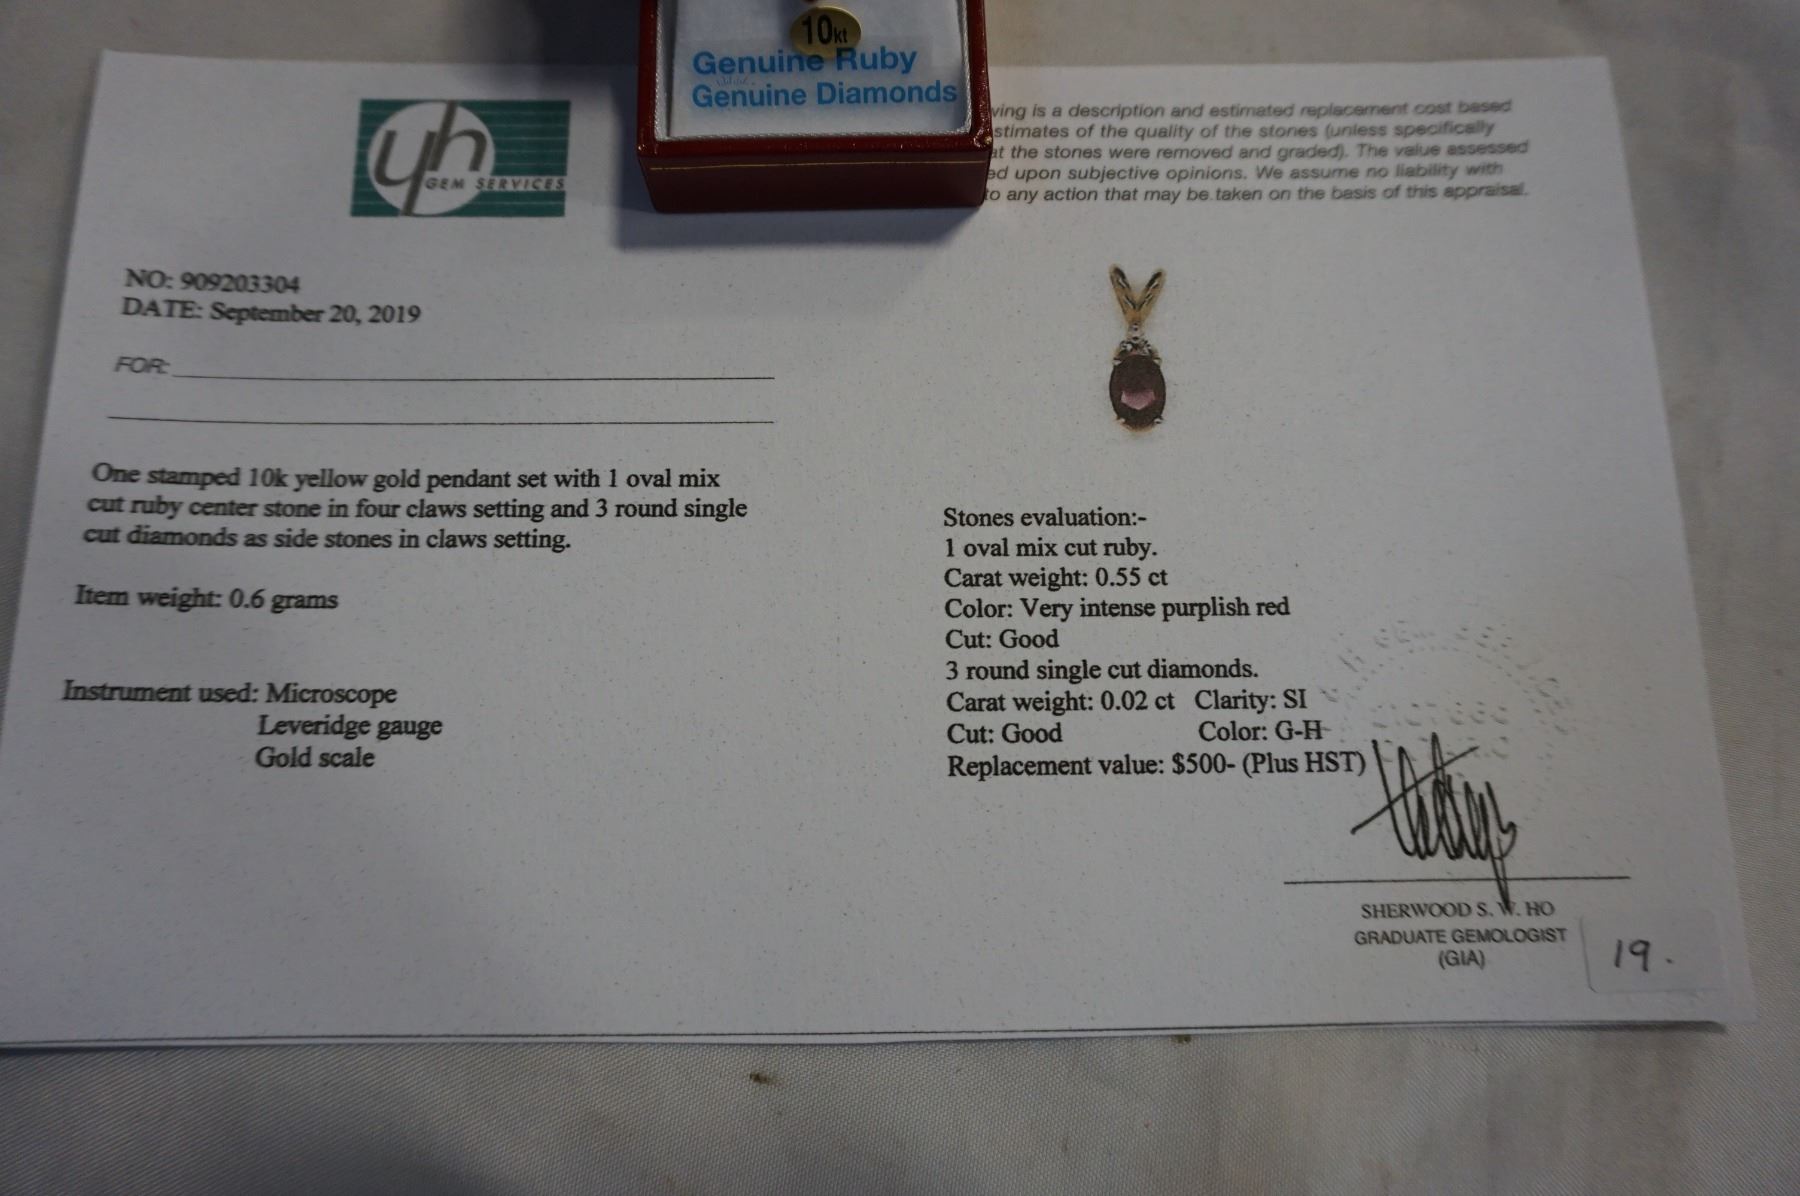 10kt
Genuine Ruby
Genuine Diamonds
yh
GEM SERVICES
ving is a description and estimated replacement cost based
stimates of the quality of the stones (unless specifically
at the stones were removed and graded). The value assessed
ed upon subjective opinions. We assume no liability with
to any action that may be taken on the basis of this appraisal.
NO: 909203304
DATE: September 20, 2019
FOR:
One stamped 10k yellow gold pendant set with 1 oval mix
cut ruby center stone in four claws setting and 3 round single
cut diamonds as side stones in claws setting.
Item weight: 0.6 grams
Instrument used: Microscope
Leveridge gauge
Gold scale
Stones evaluation:-
1 oval mix cut ruby.
Carat weight: 0.55 ct
Color: Very intense purplish red
Cut: Good
3 round single cut diamonds.
Carat weight: 0.02 ct Clarity: SI
Cut: Good Color: G-H
Replacement value: $500- (Plus HST)
SHERWOOD S. W. HO
GRADUATE GEMOLOGIST
(GIA)
19.